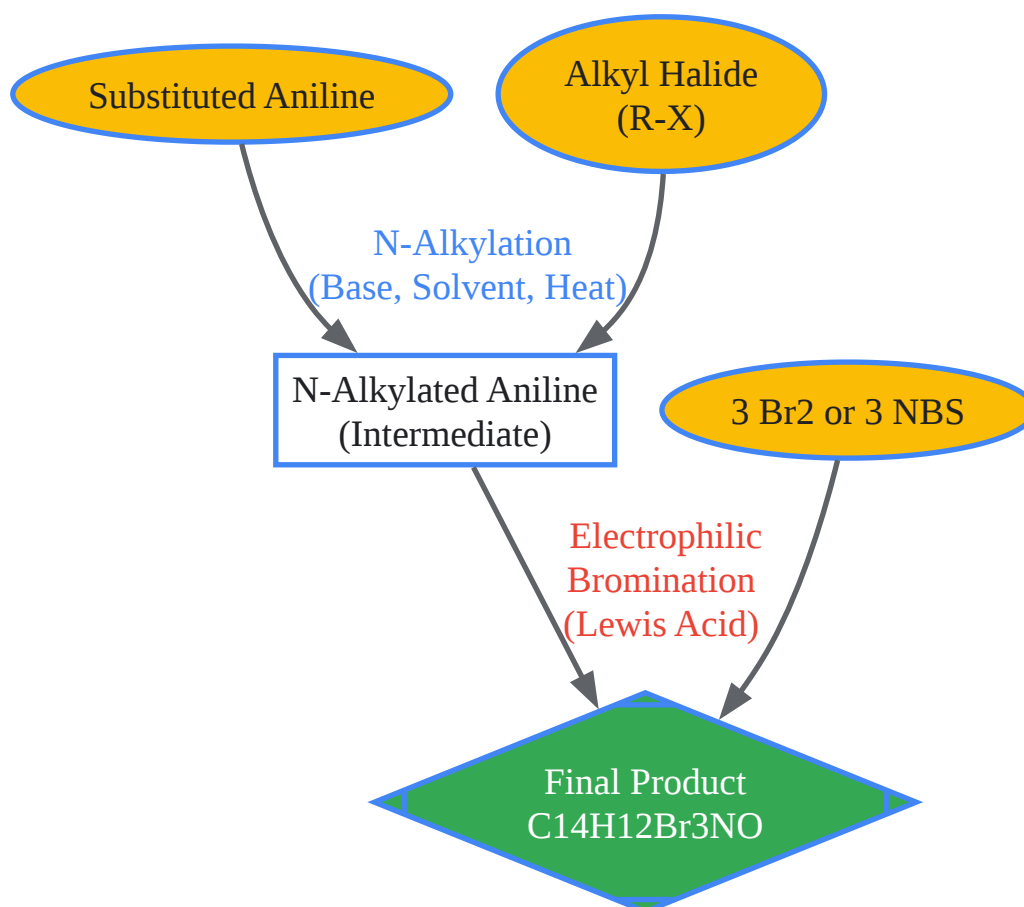 Substituted Aniline
Alkyl Halide
(R-X)
N-Alkylation
(Base, Solvent, Heat)
N-Alkylated Aniline
(Intermediate)
3 Br2 or 3 NBS
Electrophilic
Bromination
(Lewis Acid)
Final Product
C14H12Br3NO